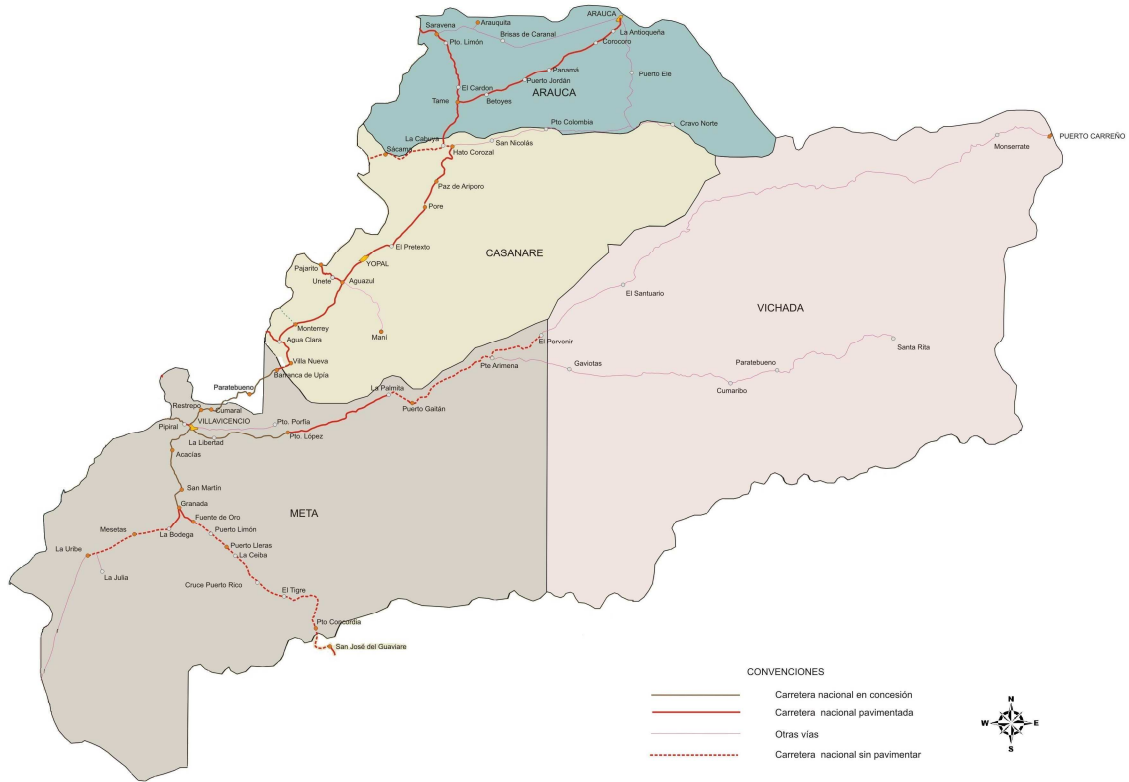 ARAUCA
Arauquita
Saravena
La Antioqueña
Brisas de Caranal
Pto. Limón
Corocoro
Panamá
Puerto Jordán
El Cardon
ARAUCA
Tame
Betoyes
Pto Colombia
Cravo Norte
La Cabuya
San Nicolás
Sácama
Hato Corozal
PUERTO CARREÑO
Monserrate
Paz de Ariporo
Pore
El Pretexto
CASANARE
YOPAL
Pajarito
Unete
Aguazul
El Santuario
VICHADA
Monterrey
Maní
Agua Clara
El Porvenir
Santa Rita
Villa Nueva
Pte Arimena
Gaviotas
Paratebueno
Barranca de Upía
Cumaribo
Paratebueno
La Palmita
Restrepo
Cumaral
Puerto Gaitán
VILLAVICENCIO
Pto. Porfía
Pipiral
La Libertad
Pto. López
Acacías
San Martín
Granada
META
Fuente de Oro
Mesetas
La Bodega
Puerto Limón
La Uribe
Puerto Lleras
La Ceiba
La Julia
Cruce Puerto Rico
El Tigre
Pto Concordia
San José del Guaviare
CONVENCIONES
Carretera nacional en concesión
Carretera nacional pavimentada
Otras vías
Carretera nacional sin pavimentar
N
W
E
S